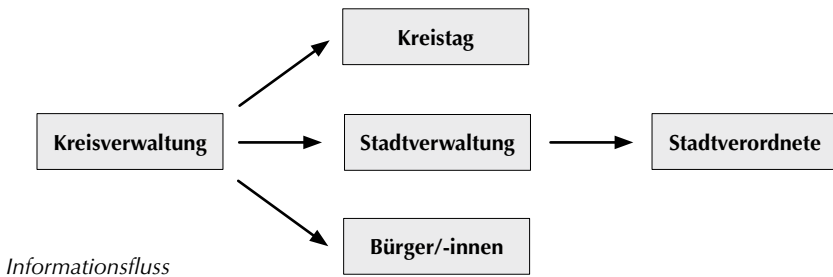 Kreistag
Kreisverwaltung
Stadtverwaltung
Stadtverordnete
Bürger/-innen
Informationsfluss